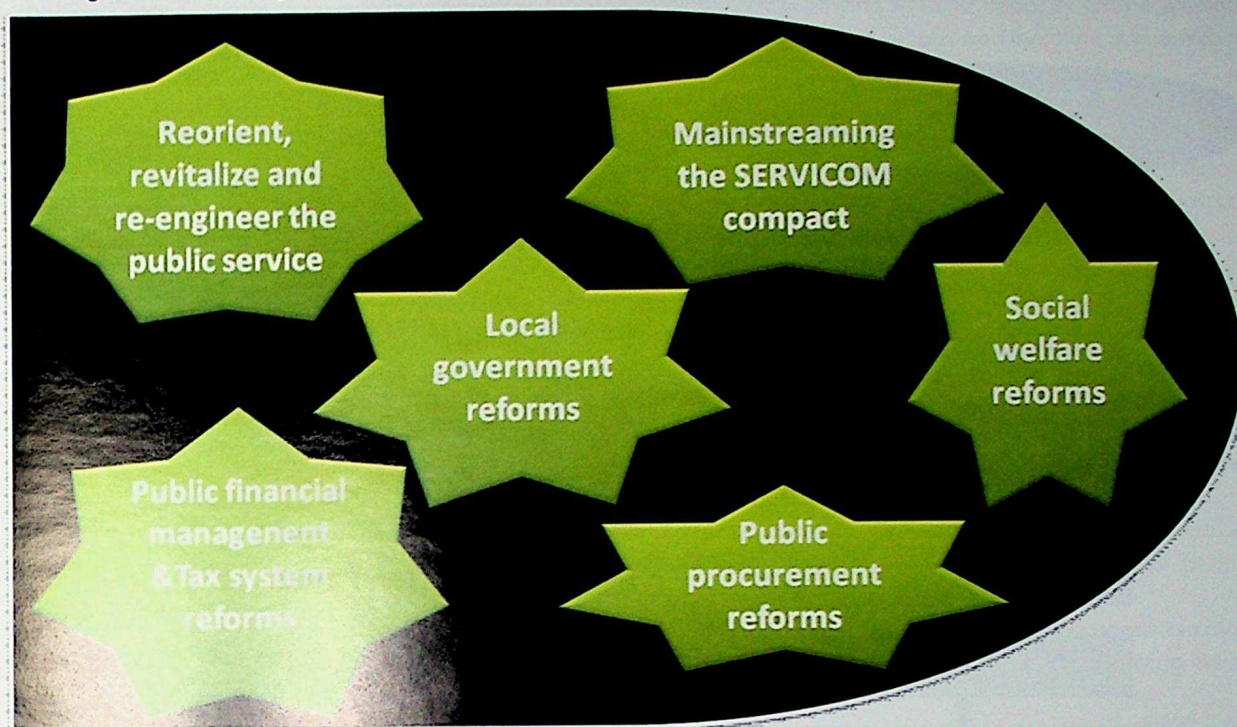 Reorient,
revitalize and
re-engineer the
public service
Mainstreaming
the SERVICOM
compact
Local
government
reforms
Social
welfare
reforms
Public financial
management
&Tax system
reforms
Public
procurement
reforms